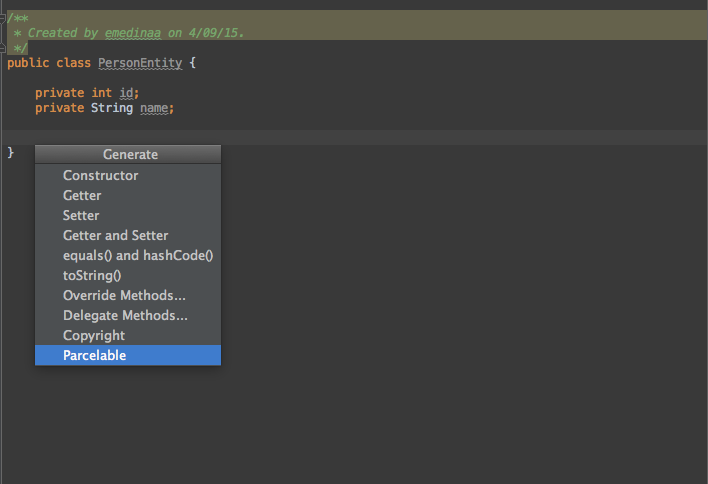 /**
* Created by emedinaa on 4/09/15.
*/
public class PersonEntity {
private int id;
private String name;
}
Generate
Constructor
Getter
Setter
Getter and Setter
equals() and hashCode()
toString()
Override Methods...
Delegate Methods...
Copyright
Parcelable